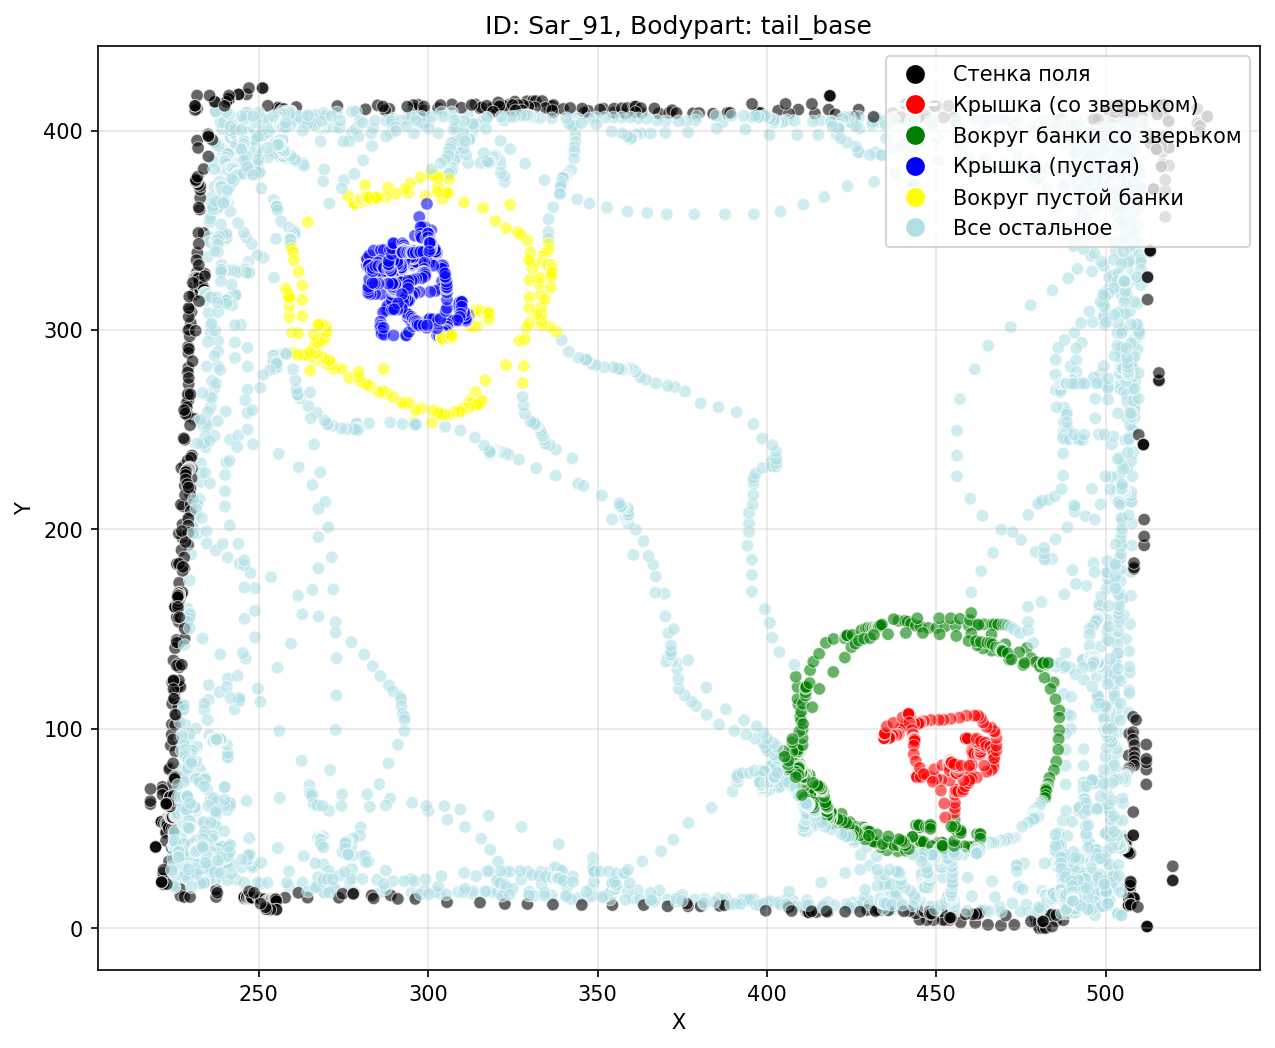 ID: Sar_91, Bodypart: tail_base
Стенка поля
Крышка (со зверьком)
Вокруг банки со зверьком
Крышка (пустая)
Вокруг пустой банки
Все остальное
Y
400
300
200
100
0
250
300
350
400
450
500
X